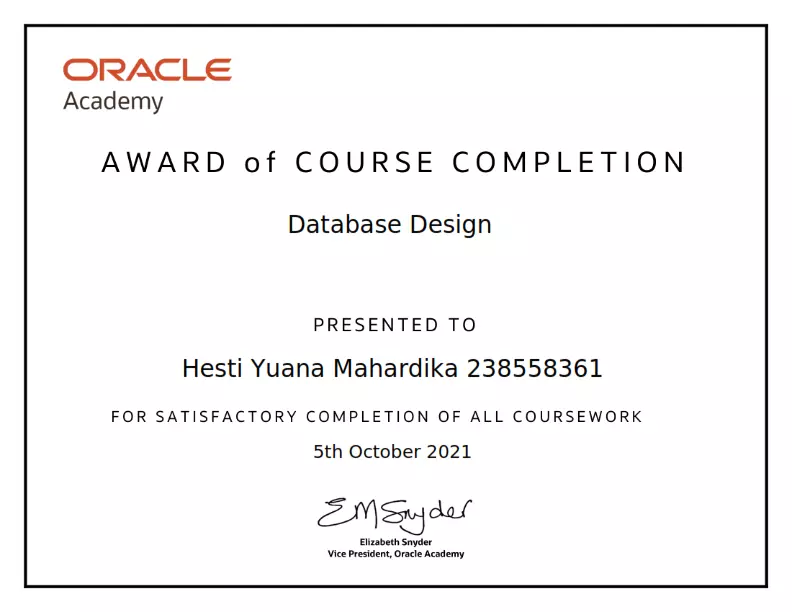 ORACLE
Academy
AWARD of COURSE COMPLETION
Database Design
PRESENTED TO
Hesti Yuana Mahardika 238558361
FOR SATISFACTORY COMPLETION OF ALL COURSEWORK
5th October 2021
EMSnyder
Elizabeth Snyder
Vice President, Oracle Academy